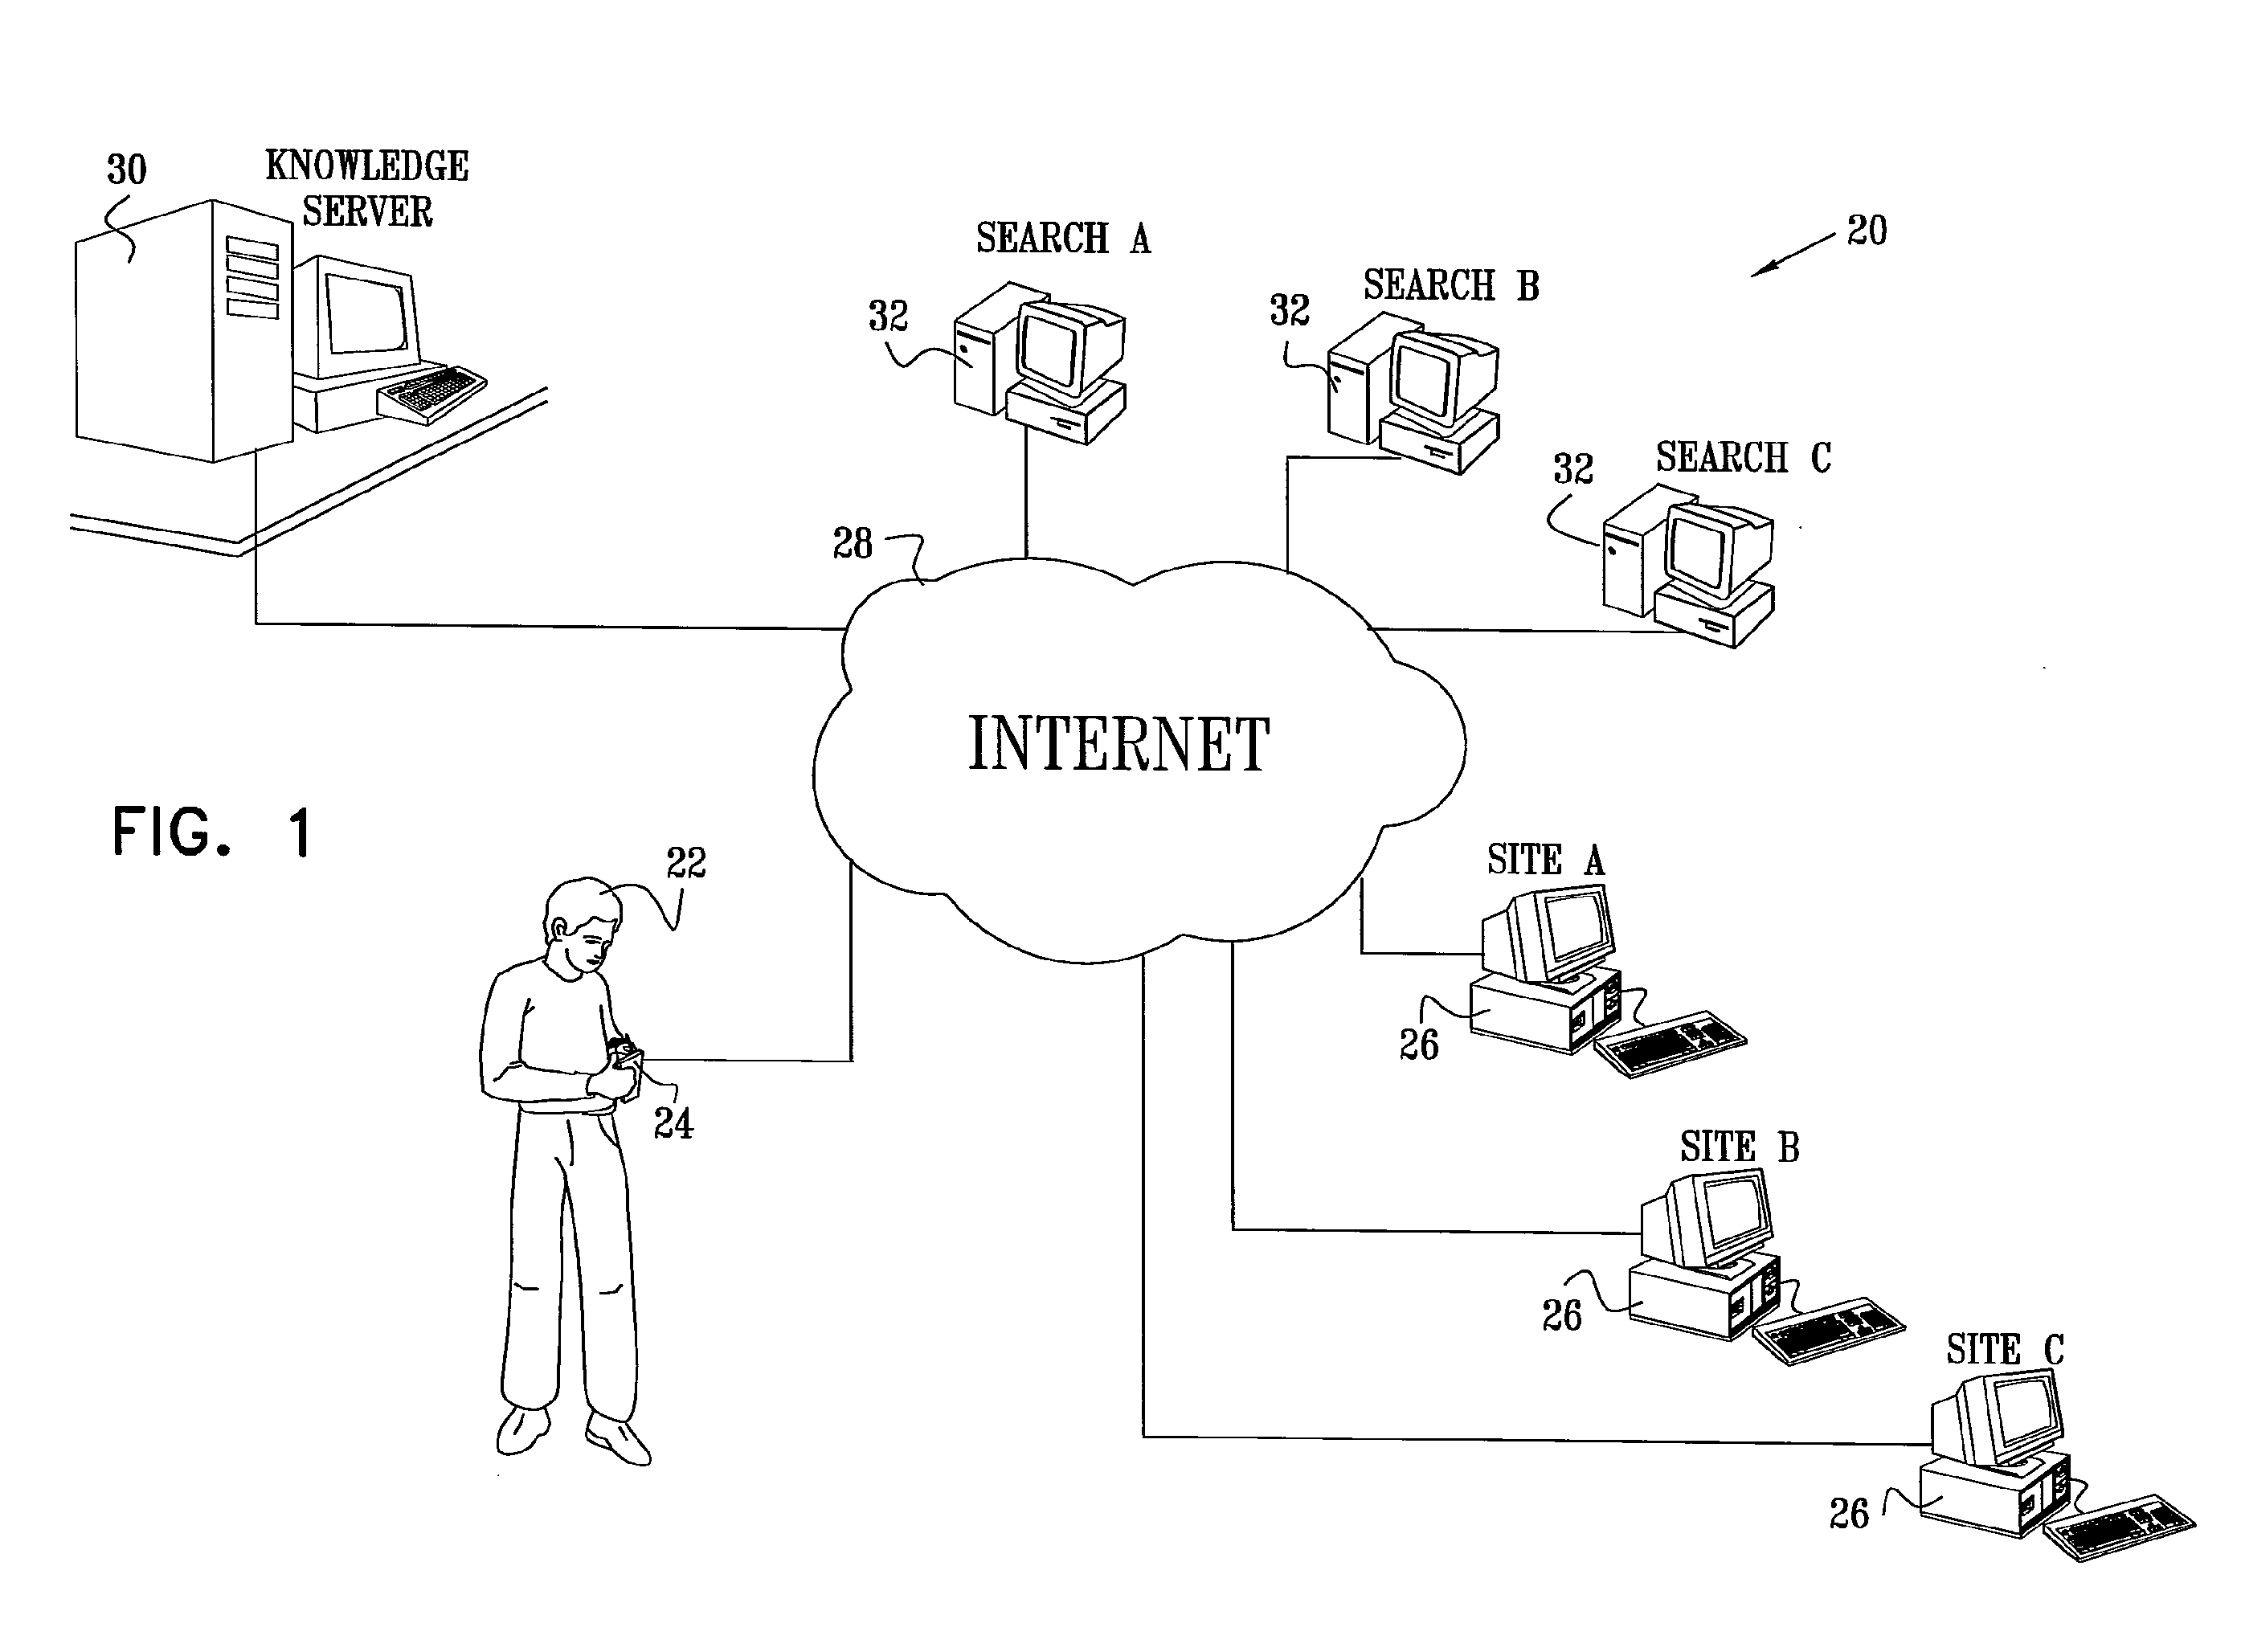 30
KNOWLEDGE
SERVER
SEARCH A
32
SEARCH B
32
20
SEARCH C
32
28
INTERNET
FIG. 1
22
24
SITE A
26
SITE B
26
SITE C
26